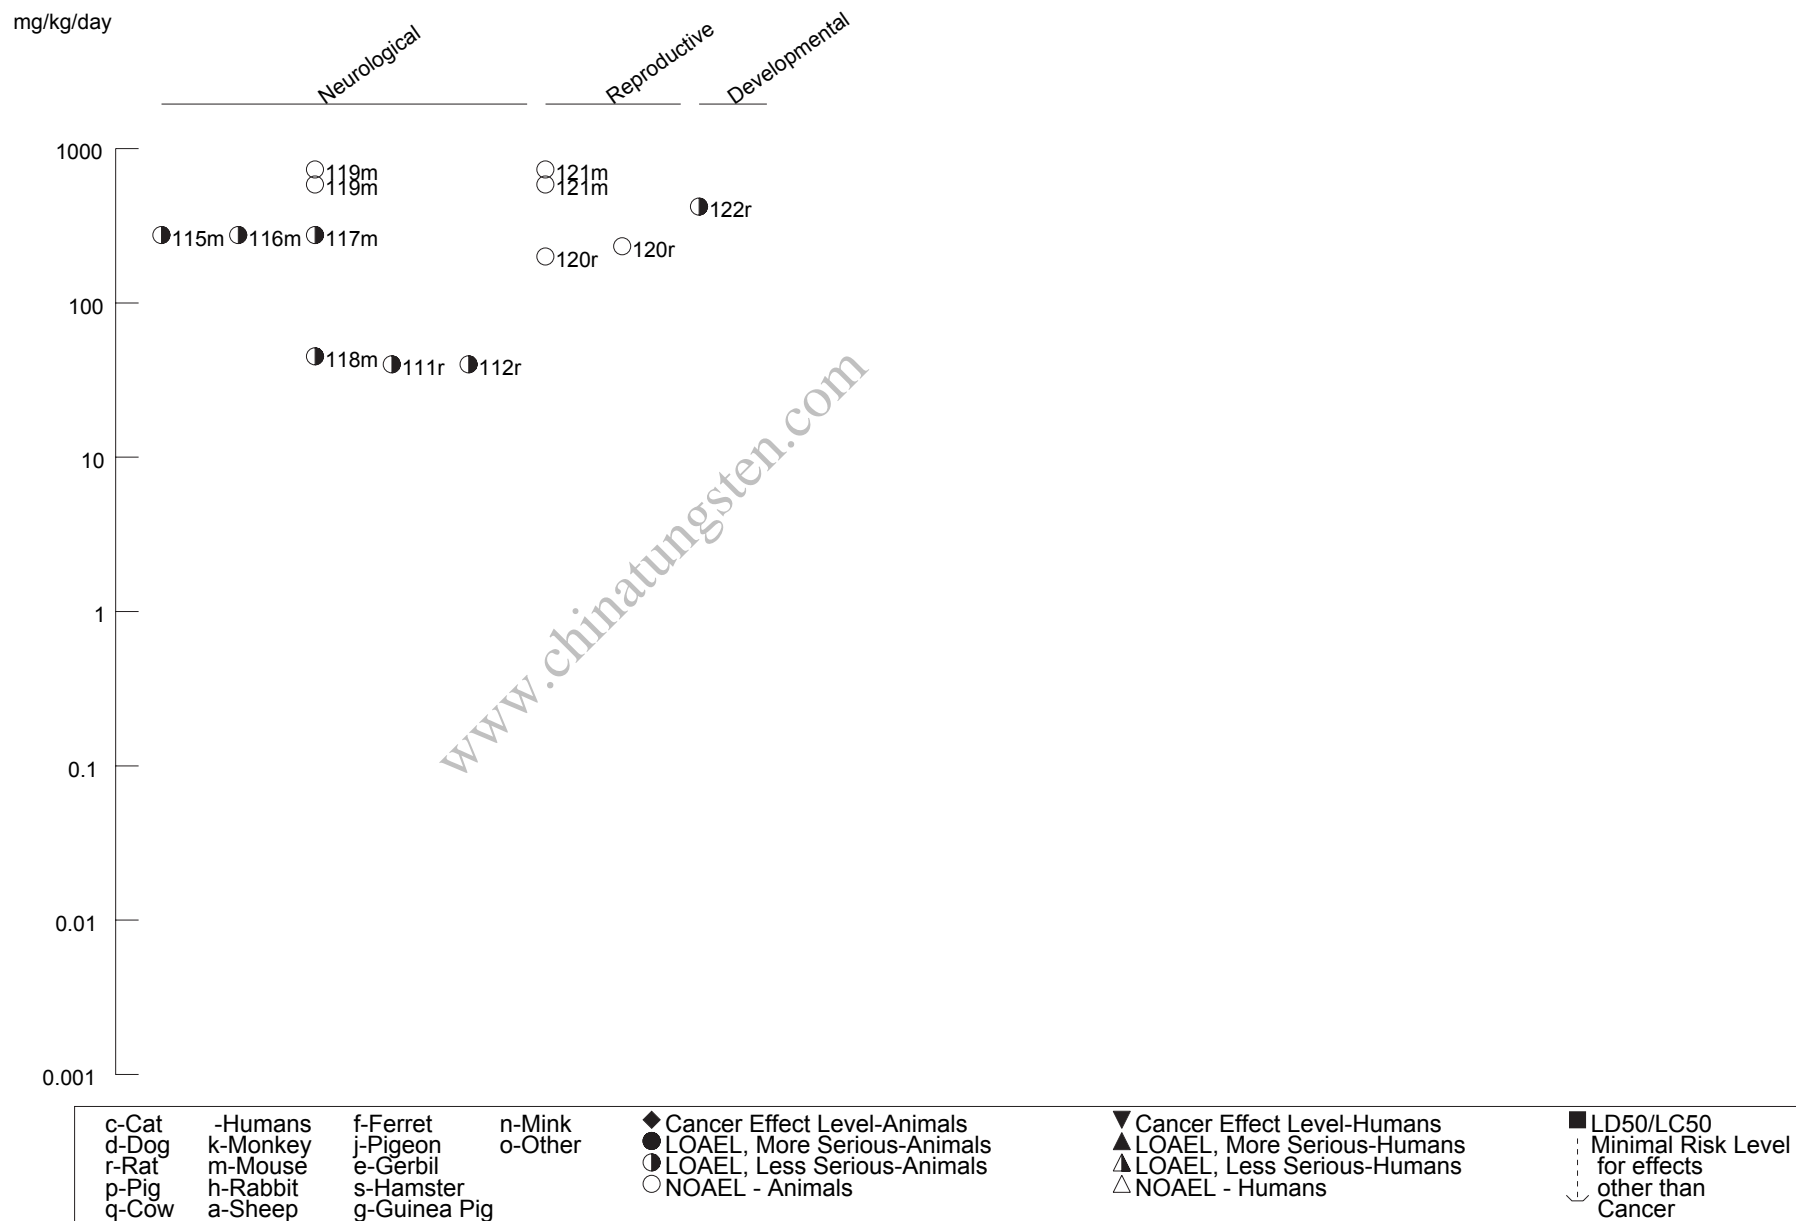 mg/kg/day
Neurological
Reproductive
Developmental
1000
119m
119m
121m
121m
122r
115m
116m
117m
120r
120r
100
118m
111r
112r
10
1
0.1
0.01
0.001
www.chinatungsten.com
c-Cat -Humans f-Ferret n-Mink Cancer Effect Level-Animals Cancer Effect Level-Humans LD50/LC50
d-Dog k-Monkey j-Pigeon o-Other LOAEL, More Serious-Animals LOAEL, More Serious-Humans Minimal Risk Level
r-Rat m-Mouse e-Gerbil LOAEL, Less Serious-Animals LOAEL, Less Serious-Humans for effects
p-Pig h-Rabbit s-Hamster NOAEL - Animals NOAEL - Humans other than
q-Cow a-Sheep g-Guinea Pig Cancer